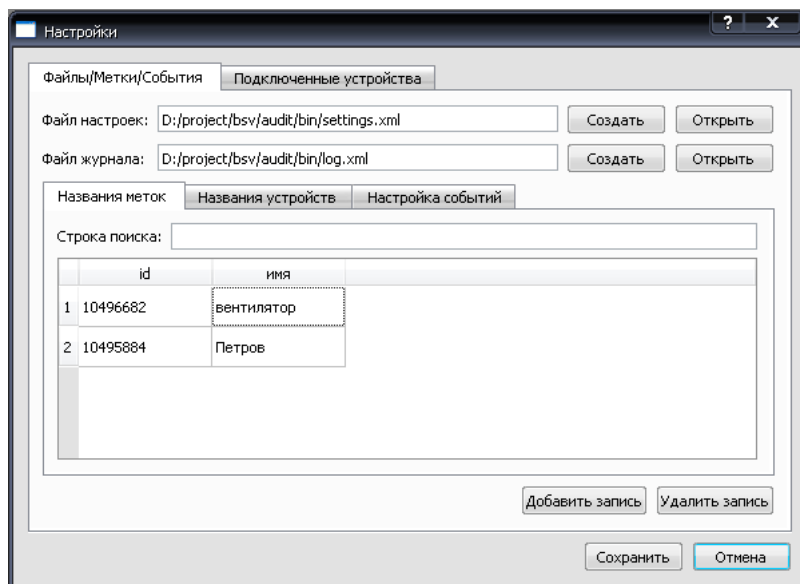 Настройки ? X
Файлы/Метки/События Подключенные устройства
Файл настроек: D:/project/bsv/audit/bin/settings.xml Создать Открыть
Файл журнала: D:/project/bsv/audit/bin/log.xml Создать Открыть
Названия меток Названия устройств Настройка событий
Строка поиска:
id имя
1 10496682 вентилятор
2 10495884 Петров
Добавить запись Удалить запись
Сохранить Отмена